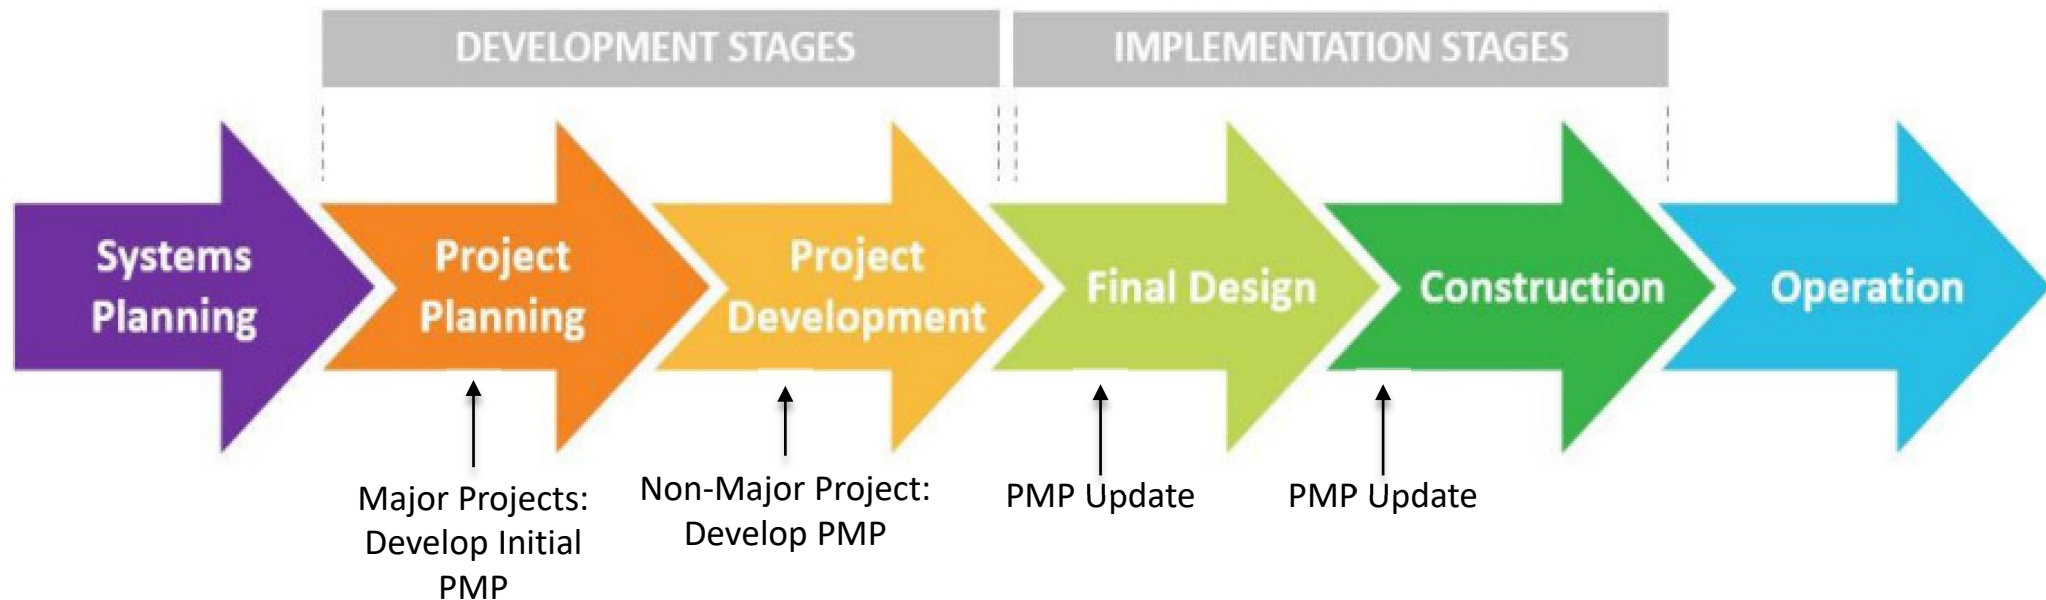 DEVELOPMENT STAGES
IMPLEMENTATION STAGES
Systems
Planning
Project
Planning
Project
Development
Final Design
Construction
Operation
Major Projects:
Develop Initial
PMP
Non-Major Project:
Develop PMP
PMP Update
PMP Update